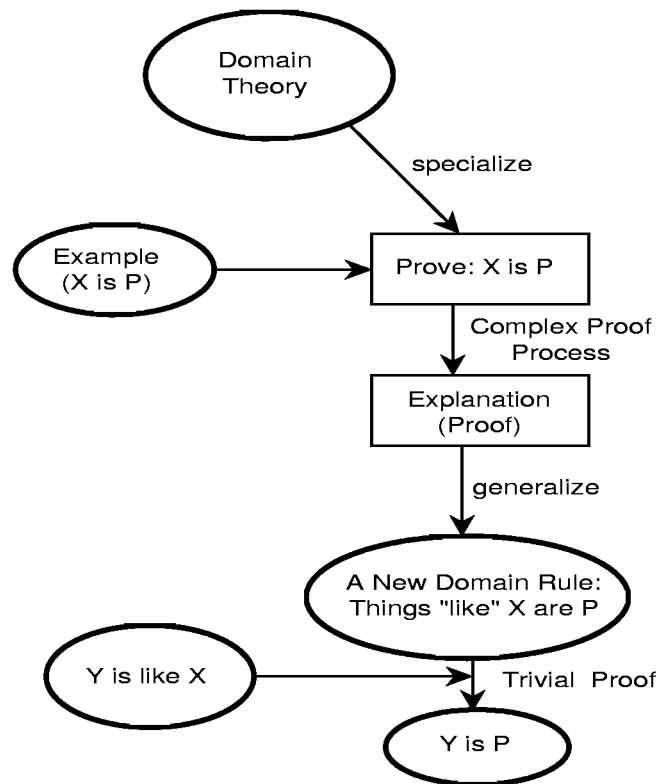 Domain
Theory
specialize
Example
(X is P)
Prove: X is P
Complex Proof
Process
Explanation
(Proof)
generalize
A New Domain Rule:
Things "like" X are P
Y is like X
Trivial Proof
Y is P